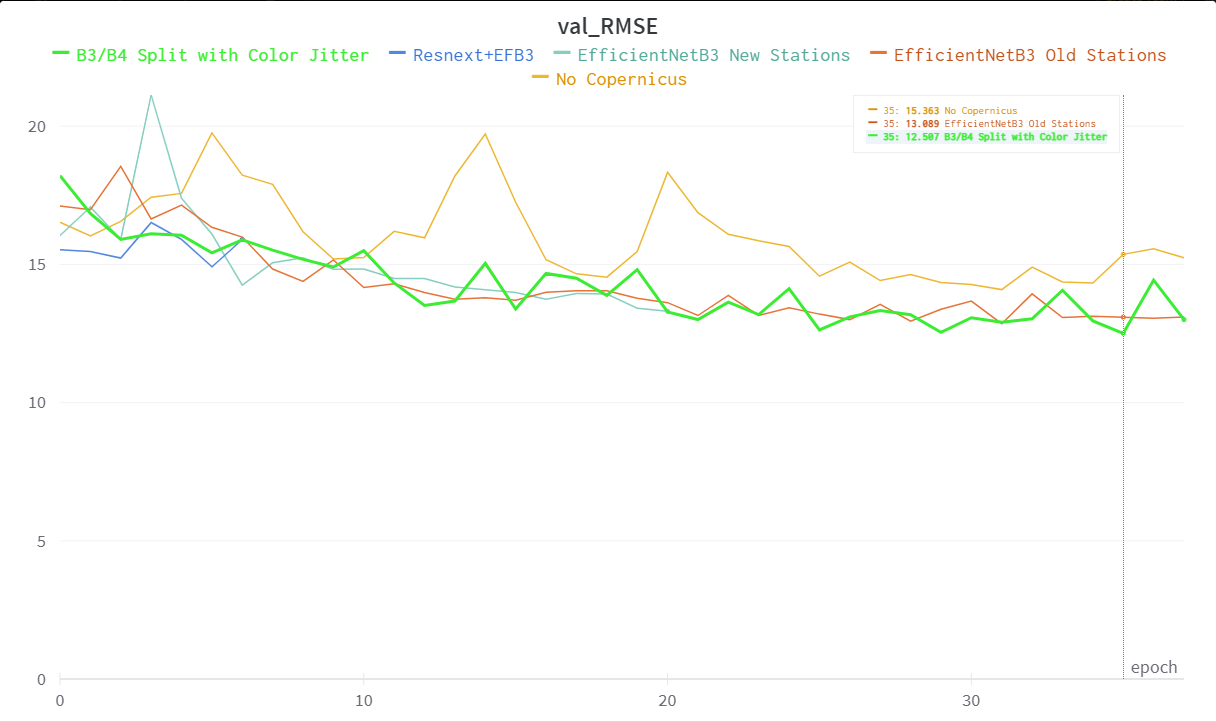 val_RMSE
B3/B4 Split with Color Jitter Resnext+EFB3 EfficientNetB3 New Stations EfficientNetB3 Old Stations
No Copernicus
35: 15.363 No Copernicus
35: 13.089 EfficientNetB3 Old Stations
35: 12.507 B3/B4 Split with Color Jitter
20
15
10
5
0
epoch
0 10 20 30